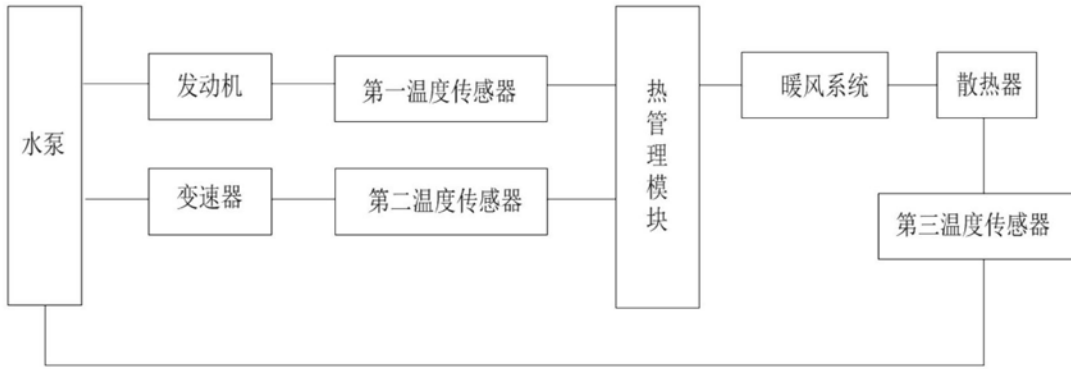 发动机
第一温度传感器
暖风系统
散热器
水泵
热管理模块
变速器
第二温度传感器
第三温度传感器